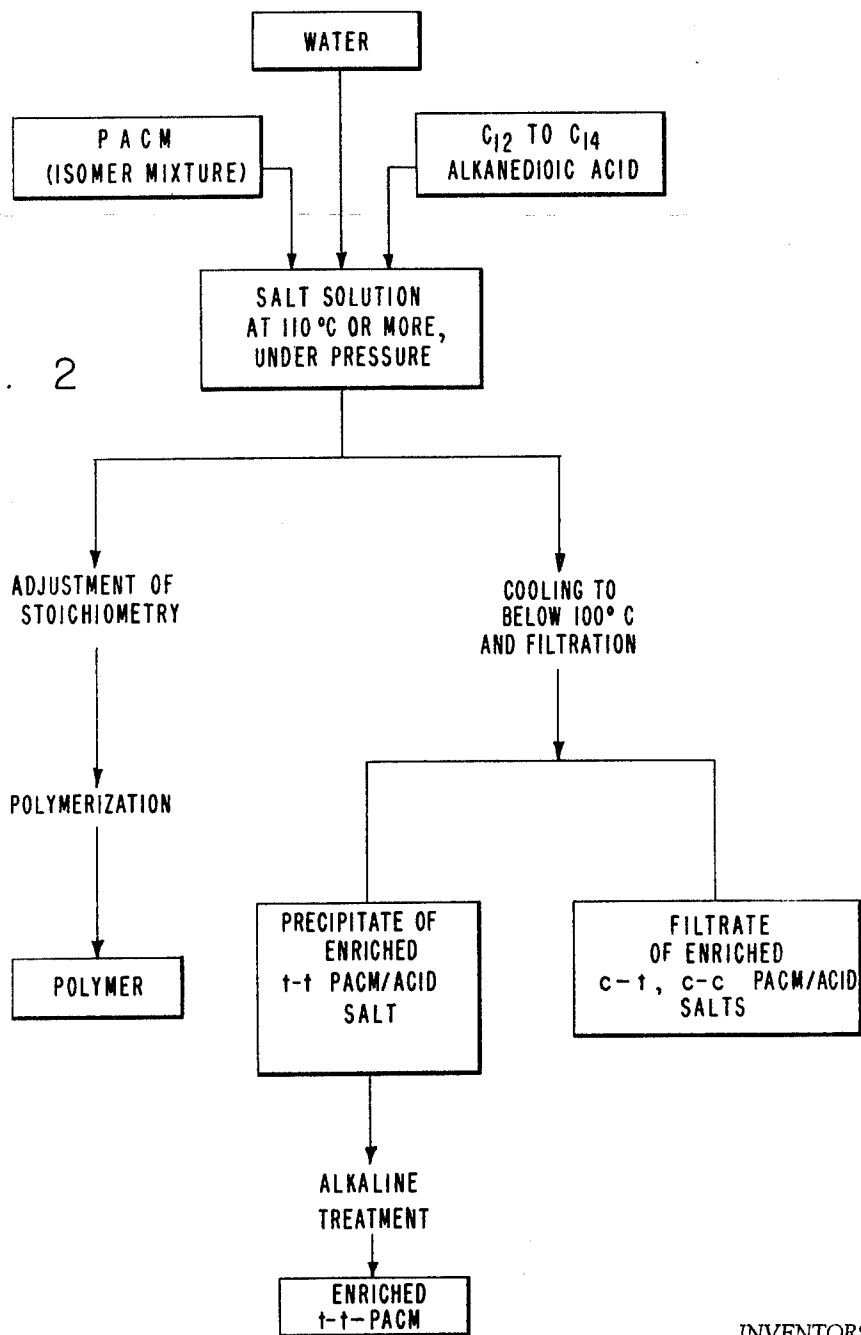 WATER
PACM
(ISOMER MIXTURE)
C₁₂ TO C₁₄
ALKANEDIOIC ACID
SALT SOLUTION
AT 110°C OR MORE,
UNDER PRESSURE
. 2
ADJUSTMENT OF
STOICHIOMETRY
COOLING TO
BELOW 100° C
AND FILTRATION
POLYMERIZATION
POLYMER
PRECIPITATE OF
ENRICHED
t-t PACM/ACID
SALT
FILTRATE
OF ENRICHED
c-t, c-c PACM/ACID
SALTS
ALKALINE
TREATMENT
ENRICHED
t-t-PACM
INVENTORS